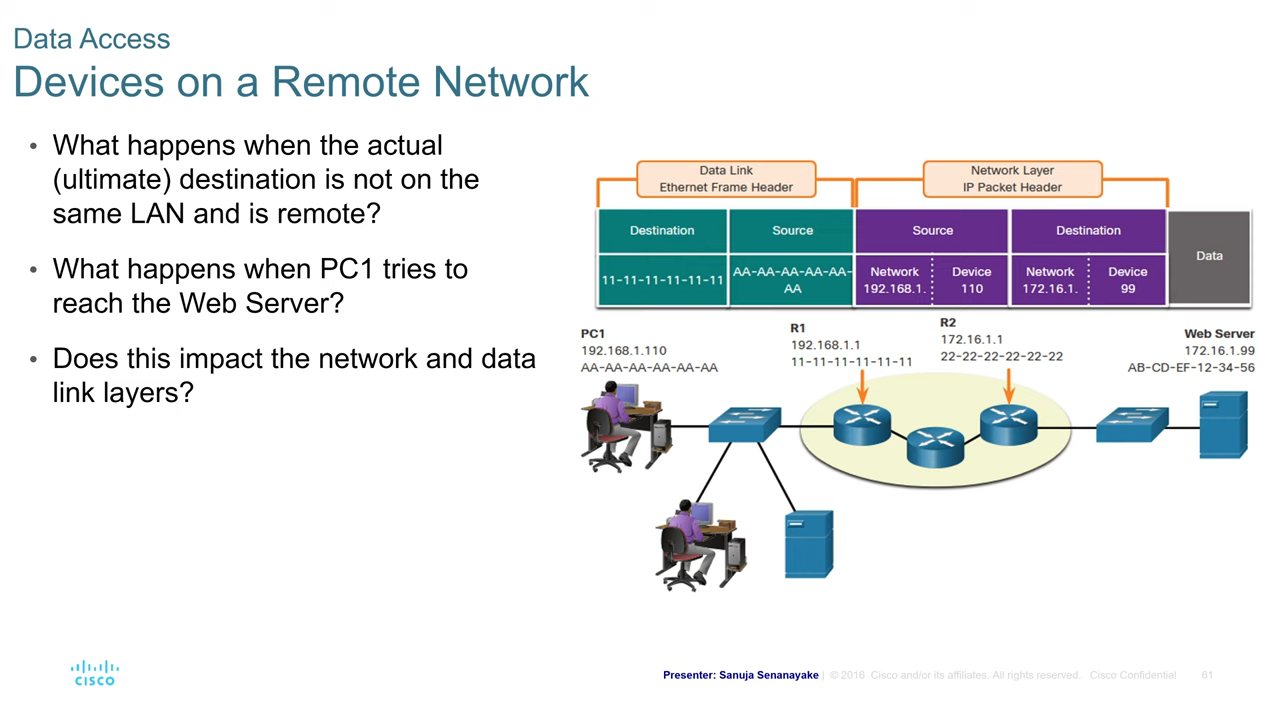 Data Access
Devices on a Remote Network
• What happens when the actual
(ultimate) destination is not on the
same LAN and is remote?
• What happens when PC1 tries to
reach the Web Server?
• Does this impact the network and data
link layers?
Data Link
Ethernet Frame Header
Network Layer
IP Packet Header
Destination
Source
Source
Destination
Data
11-11-11-11-11-11
AA-AA-AA-AA-AA-
AA
Network
192.168.1.
Device
110
Network
172.16.1.
Device
99
PC1
192.168.1.110
AA-AA-AA-AA-AA-AA
R1
192.168.1.1
11-11-11-11-11-11
R2
172.16.1.1
22-22-22-22-22-22
Web Server
172.16.1.99
AB-CD-EF-12-34-56
CISCO
Presenter: Sanuja Senanayake | © 2016 Cisco and/or its affiliates. All rights reserved. Cisco Confidential 61